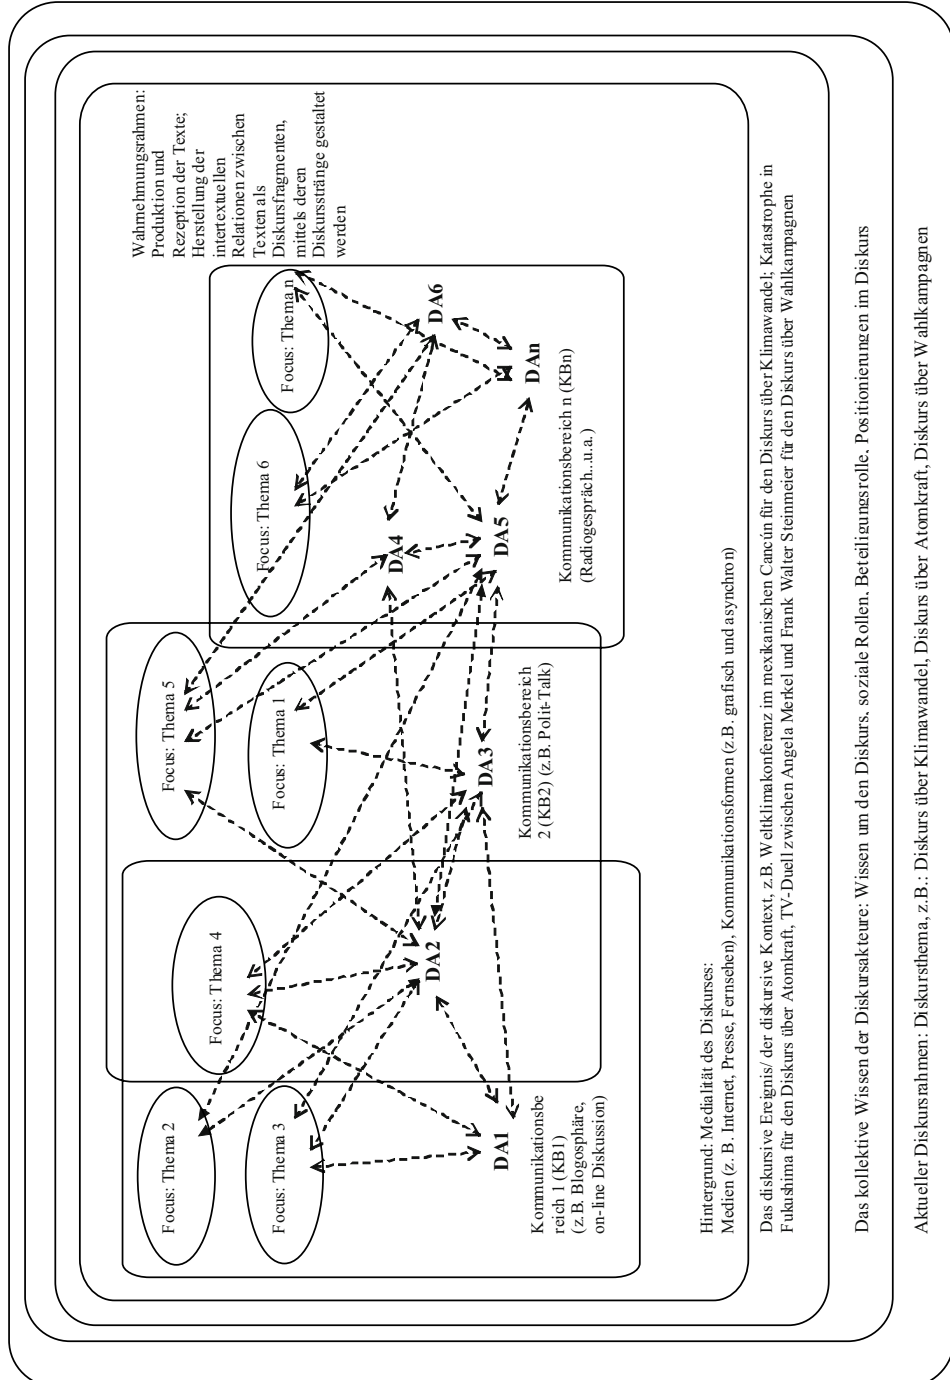 Wahrnehmungsrahmen:
Produktion und
Rezeption der Texte;
Herstellung der
intertextuellen
Relationen zwischen
Texten als
Diskursfragmenten,
mittels deren
Diskursstränge gestaltet
werden
Focus: Thema 2
Focus: Thema 3
Focus: Thema 4
Focus: Thema 5
Focus: Thema 1
Focus: Thema 6
Focus: Thema n
DA1
DA2
DA3
DA4
DA5
DA6
DAn
Kommunikationsbe
reich 1 (KB1)
(z.B. Blogosphäre,
on-line Diskussion)
Kommunikationsbereich
2 (KB2) (z.B. Polit-Talk)
Kommunikationsbereich n (KBn)
(Radiogespräch...u.a.)
Hintergrund: Medialität des Diskurses:
Medien (z. B. Internet, Presse, Fernsehen), Kommunikationsformen (z.B. grafisch und asynchron)
Das diskursive Ereignis/ der diskursive Kontext, z.B. Weltklimakonferenz im mexikanischen Cancún für den Diskurs über Klimawandel; Katastrophe in
Fukushima für den Diskurs über Atomkraft, TV-Duell zwischen Angela Merkel und Frank Walter Steinmeier für den Diskurs über Wahlkampagnen
Das kollektive Wissen der Diskursakteure: Wissen um den Diskurs, soziale Rollen, Beteiligungsrolle, Positionierungen im Diskurs
Aktueller Diskursrahmen: Diskursthema, z.B.: Diskurs über Klimawandel, Diskurs über Atomkraft, Diskurs über Wahlkampagnen